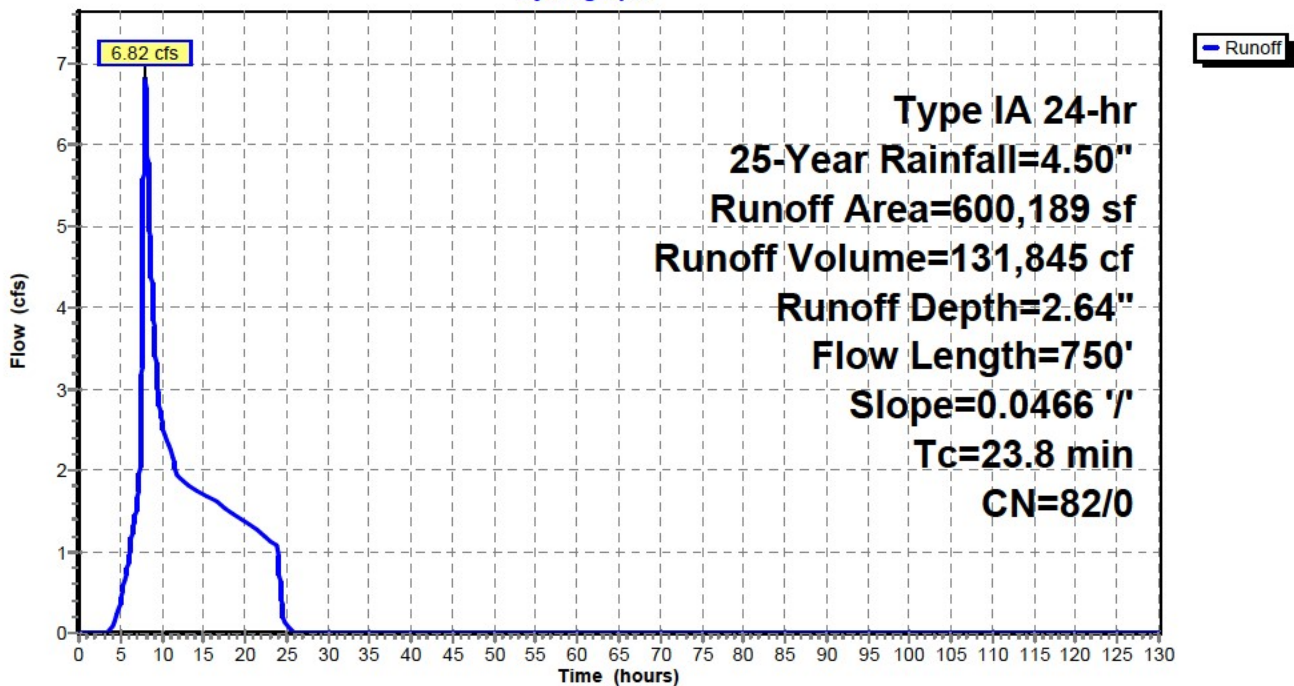 6.82 cfs
Runoff
Type IA 24-hr
25-Year Rainfall=4.50"
Runoff Area=600,189 sf
Runoff Volume=131,845 cf
Runoff Depth=2.64"
Flow Length=750'
Slope=0.0466 '/'
Tc=23.8 min
CN=82/0
Flow (cfs)
7
6
5
4
3
2
1
0
0 5 10 15 20 25 30 35 40 45 50 55 60 65 70 75 80 85 90 95 100 105 110 115 120 125 130
Time (hours)